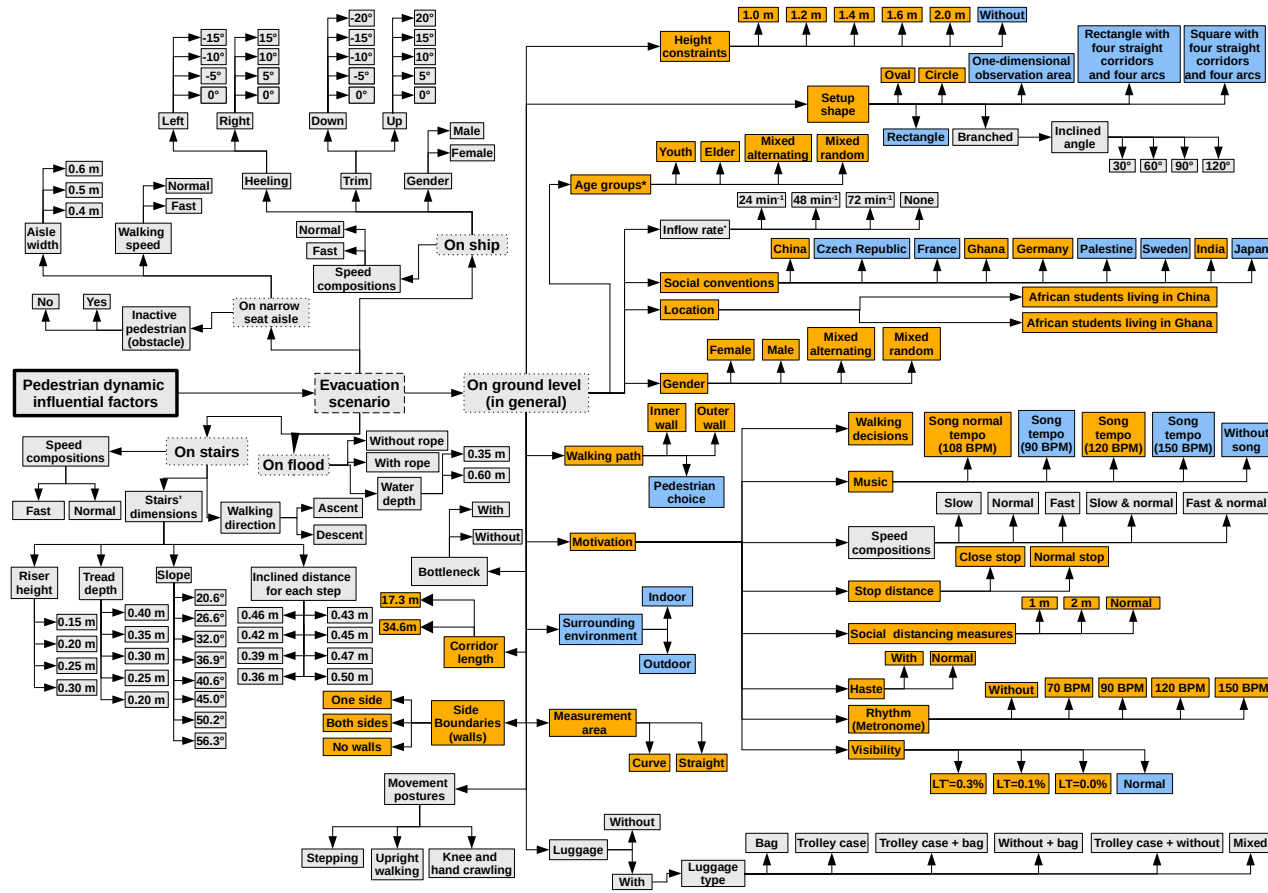 Pedestrian dynamic
influential factors
Evacuation
scenario
On ground level
(in general)
On ship
Heeling
Left
-15°
-10°
-5°
0°
Right
15°
10°
5°
0°
Trim
Down
-20°
-15°
-10°
-5°
0°
Up
20°
15°
10°
5°
0°
Gender
Male
Female
Speed
compositions
Normal
Fast
On narrow
seat aisle
Aisle
width
0.6 m
0.5 m
0.4 m
Walking
speed
Normal
Fast
Inactive
pedestrian
(obstacle)
No
Yes
On stairs
Speed
compositions
Fast
Normal
Stairs'
dimensions
Walking
direction
Ascent
Descent
Riser
height
0.15 m
0.20 m
0.25 m
0.30 m
Tread
depth
0.40 m
0.35 m
0.30 m
0.25 m
0.20 m
Slope
20.6°
26.6°
32.0°
36.9°
40.6°
45.0°
50.2°
56.3°
Inclined distance
for each step
0.46 m
0.43 m
0.42 m
0.45 m
0.39 m
0.47 m
0.36 m
0.50 m
On flood
Without rope
With rope
Water
depth
0.35 m
0.60 m
Height
constraints
1.0 m
1.2 m
1.4 m
1.6 m
2.0 m
Without
Setup
shape
Oval
Circle
One-dimensional
observation area
Rectangle with
four straight
corridors
and four arcs
Square with
four straight
corridors
and four arcs
Rectangle
Branched
Inclined
angle
30°
60°
90°
120°
Age groups*
Youth
Elder
Mixed
alternating
Mixed
random
Inflow rate*
24 min-1
48 min-1
72 min-1
None
Social conventions
China
Czech Republic
France
Ghana
Germany
Palestine
Sweden
India
Japan
Location
African students living in China
African students living in Ghana
Gender
Female
Male
Mixed
alternating
Mixed
random
Walking path
Inner
wall
Outer
wall
Pedestrian
choice
Motivation
Walking
decisions
Music
Song normal
tempo
(108 BPM)
Song
tempo
(90 BPM)
Song
tempo
(120 BPM)
Song
tempo
(150 BPM)
Without
song
Speed
compositions
Slow
Normal
Fast
Slow & normal
Fast & normal
Stop distance
Close stop
Normal stop
Social distancing measures
1 m
2 m
Normal
Haste
With
Normal
Rhythm
(Metronome)
Without
70 BPM
90 BPM
120 BPM
150 BPM
Visibility
LT*=0.3%
LT=0.1%
LT=0.0%
Normal
Bottleneck
With
Without
Surrounding
environment
Indoor
Outdoor
Corridor
length
17.3 m
34.6m
Measurement
area
Curve
Straight
Side
Boundaries
(walls)
One side
Both sides
No walls
Movement
postures
Stepping
Upright
walking
Knee and
hand crawling
Luggage
Without
With
Luggage
type
Bag
Trolley case
Trolley case + bag
Without + bag
Trolley case + without
Mixed